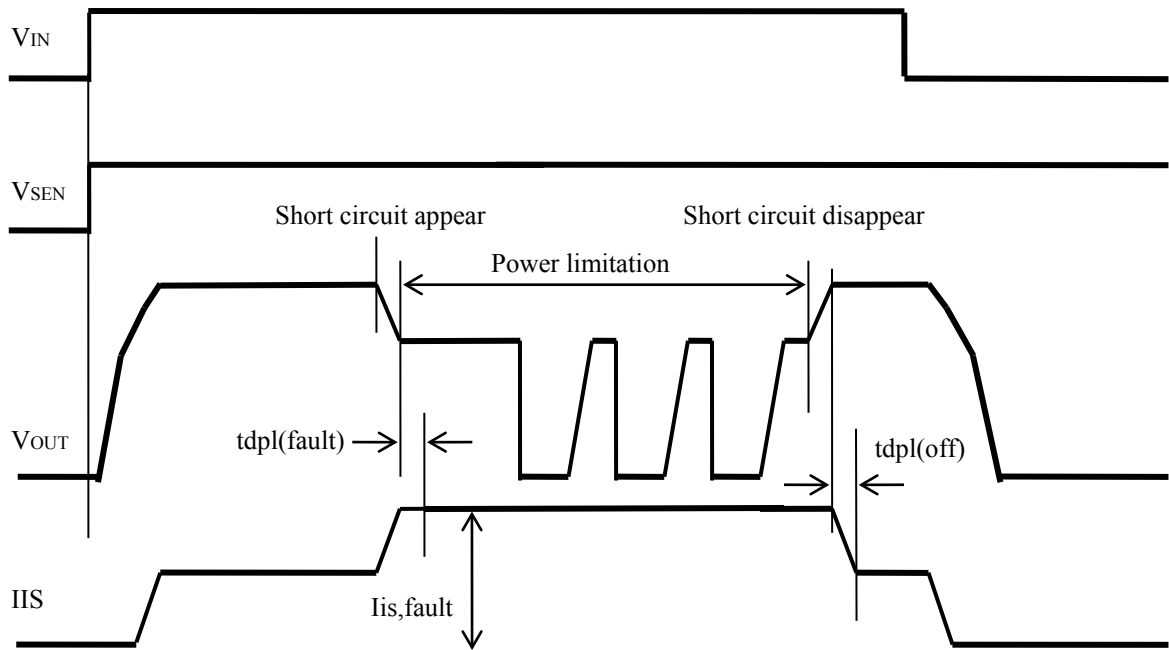 VIN
VSEN
Short circuit appear
Short circuit disappear
Power limitation
VOUT
tdpl(fault)
tdpl(off)
IIS
Iis,fault